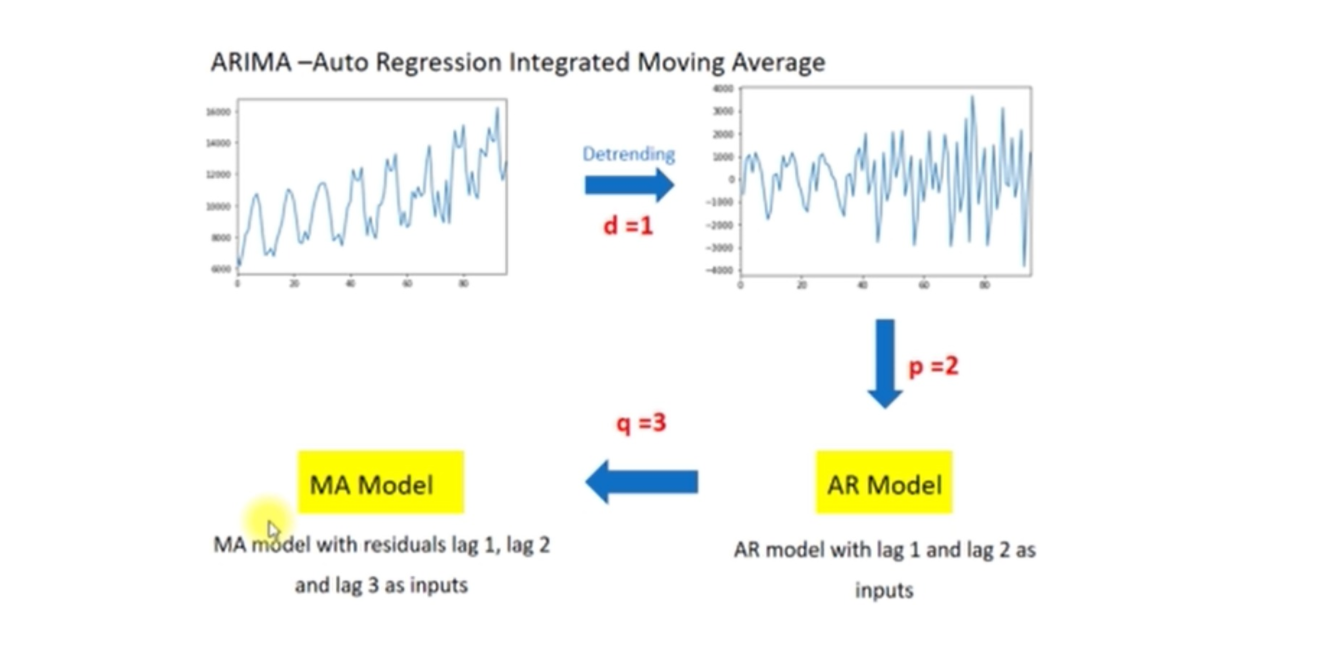 ARIMA –Auto Regression Integrated Moving Average
16000
14000
12000
10000
8000
6000
0
20
40
60
80
Detrending
d =1
4000
3000
2000
1000
0
−1000
−2000
−3000
−4000
0
20
40
60
80
p =2
q =3
MA Model
AR Model
MA model with residuals lag 1, lag 2
and lag 3 as inputs
AR model with lag 1 and lag 2 as
inputs